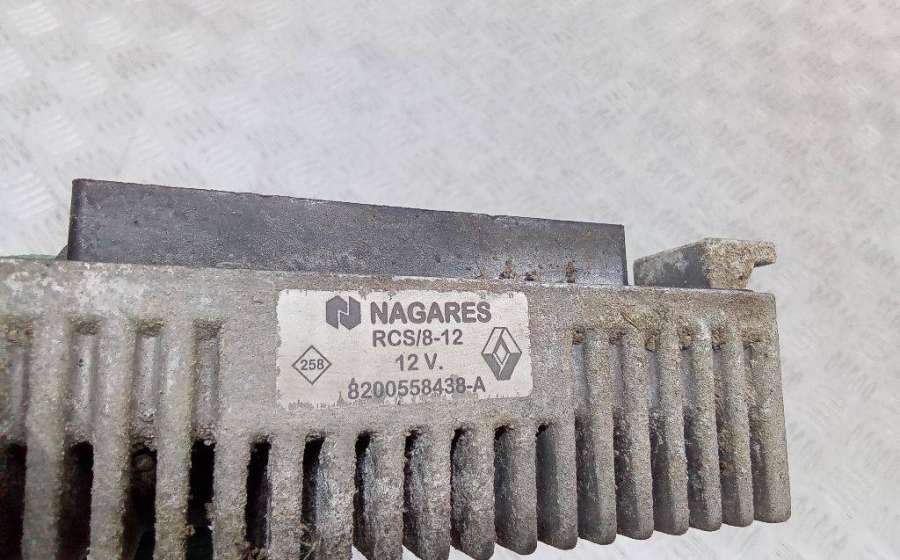 NAGARES
RCS/8-12
258
12 V.
8200558438-A